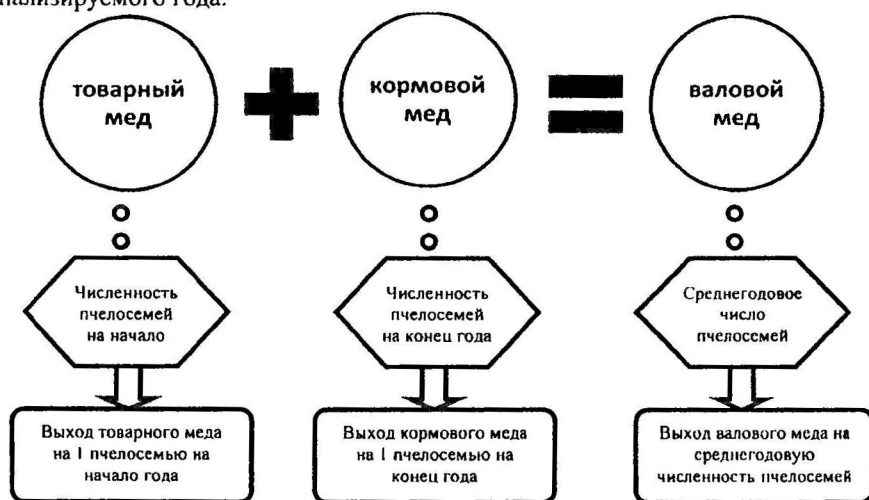 анализируемого года.
товарный
мед
кормовой
мед
валовой
мед
Численность
пчелосемей
на начало
Численность
пчелосемей
на конец года
Среднегодовое
число
пчелосемей
Выход товарного меда
на 1 пчелосемью на
начало года
Выход кормового меда
на 1 пчелосемью на
конец года
Выход валового меда на
среднегодовую
численность пчелосемей